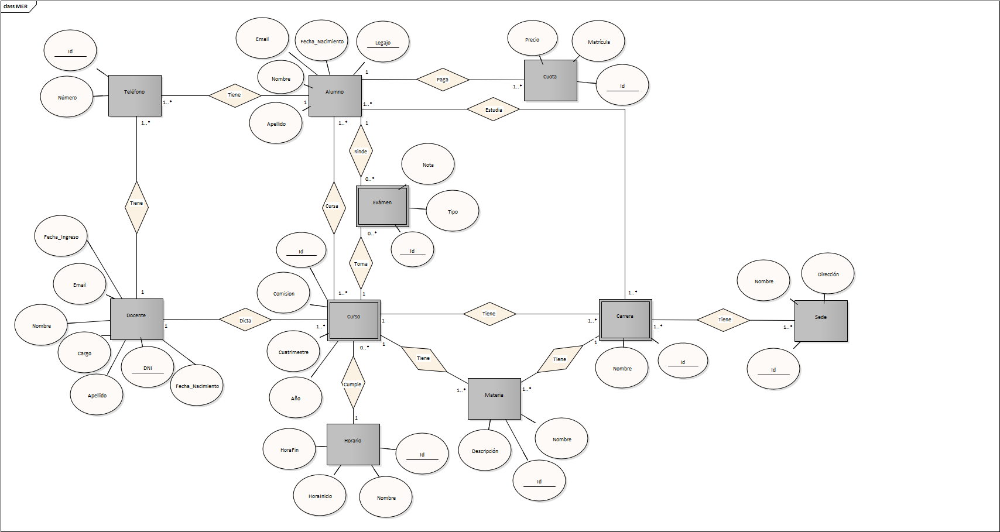 class MER
Email
Fecha_Nacimiento
Legajo
Precio
Matrícula
Id
Nombre
1
Paga
Cuota
1..*
Id
Número
Teléfono
1..*
Tiene
1
Alumno
1..*
Estudia
Apellido
1..*
1..*
1
Rinde
0..*
Nota
Tiene
Cursa
Exámen
Tipo
0..*
Id
Fecha_Ingreso
Id
Toma
Email
1
Comision
1..*
1
1..*
Nombre
Dirección
Docente
1
Nombre
Dicta
1..*
Curso
1
Tiene
1..*
Carrera
1..*
Tiene
1..*
Sede
Cargo
DNI
Apellido
Fecha_Nacimiento
Cuatrimestre
0..*
1
Tiene
1..*
Tiene
1
1..*
Nombre
Id
Id
Año
Cumple
1
Materia
Horario
HoraFin
Id
HoraInicio
Nombre
Descripción
Id
Nombre